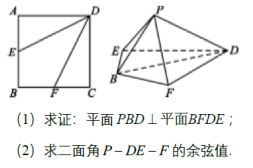 A D P
E E D
B F C B F
(1) 求证：平面PBD⊥平面BFDE；
(2) 求二面角P－DE－F的余弦值.